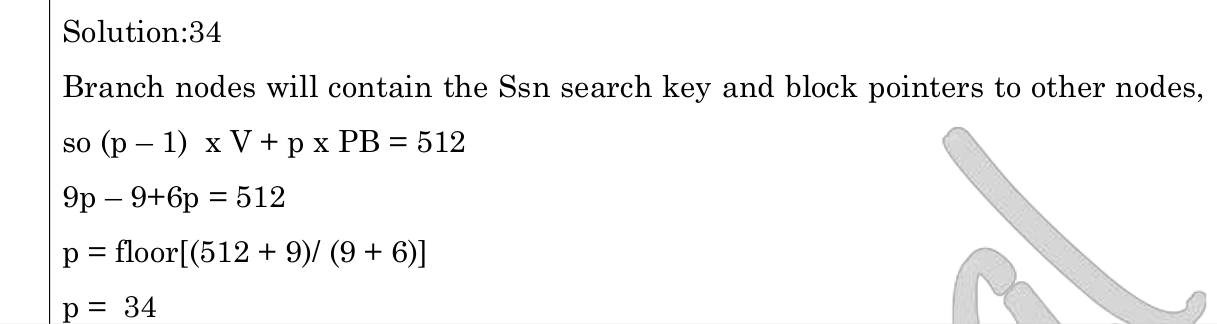 Solution:34
Branch nodes will contain the Ssn search key and block pointers to other nodes,
so (p – 1)  x V + p x PB = 512
9p – 9+6p = 512
p = floor[(512 + 9)/ (9 + 6)]
p =  34